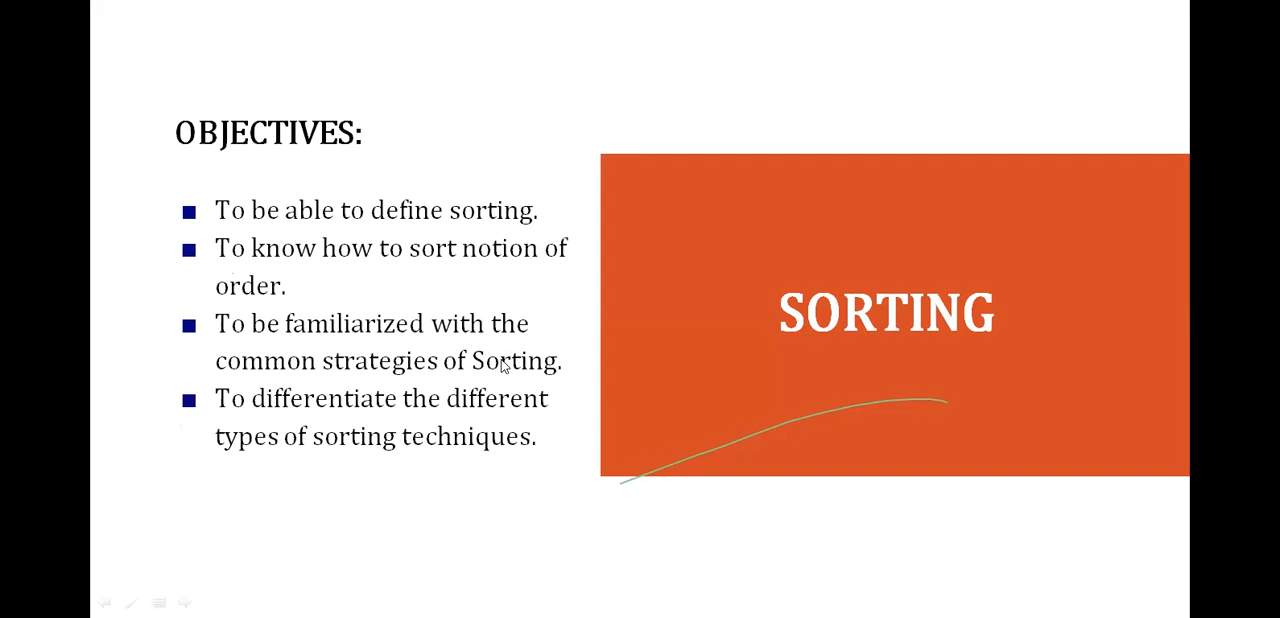 OBJECTIVES:
To be able to define sorting.
To know how to sort notion of
order.
To be familiarized with the
common strategies of Sorting.
To differentiate the different
types of sorting techniques.
SORTING